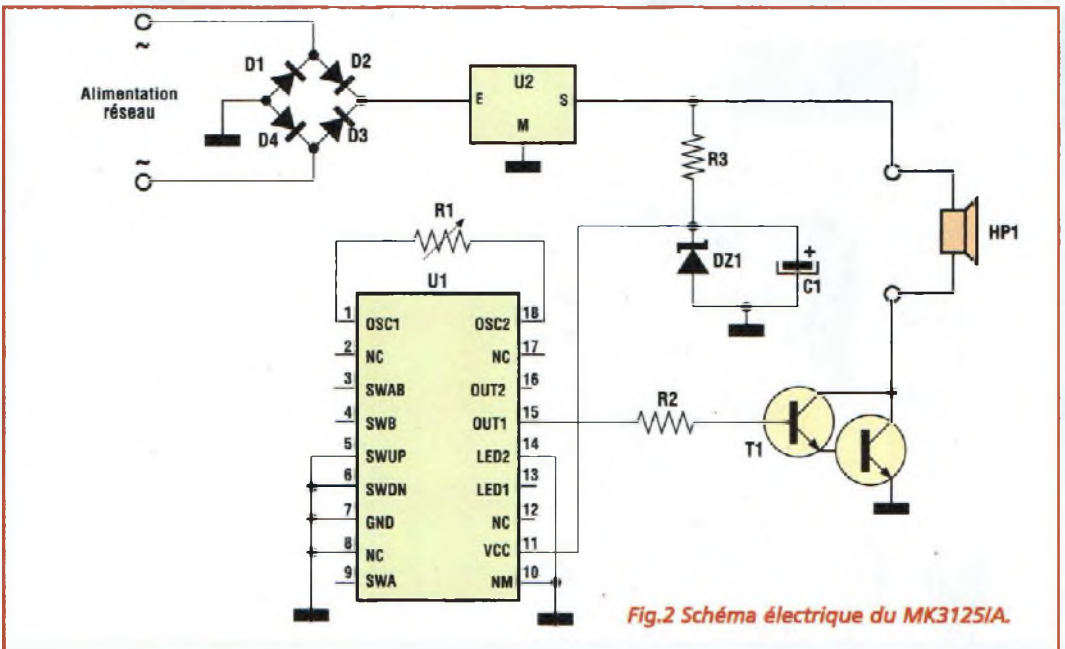 ~
D1
D2
Alimentation
réseau
D4
D3
~
U2
E
S
M
R3
DZ1
+
C1
HP1
R1
U1
1 OSC1
2 NC
3 SWAB
4 SWB
5 SWUP
6 SWDN
7 GND
8 NC
9 SWA
OSC2 18
NC 17
OUT2 16
OUT1 15
LED2 14
LED1 13
NC 12
VCC 11
NM 10
R2
T1
Fig.2 Schéma électrique du MK3125/A.